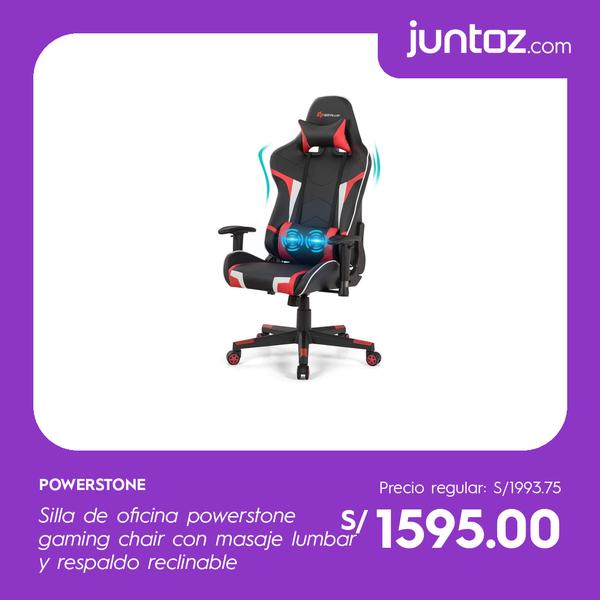 juntoz.com
POWERSTONE
Silla de oficina powerstone
gaming chair con masaje lumbar
y respaldo reclinable
Precio regular: S/1993.75
S/ 1595.00